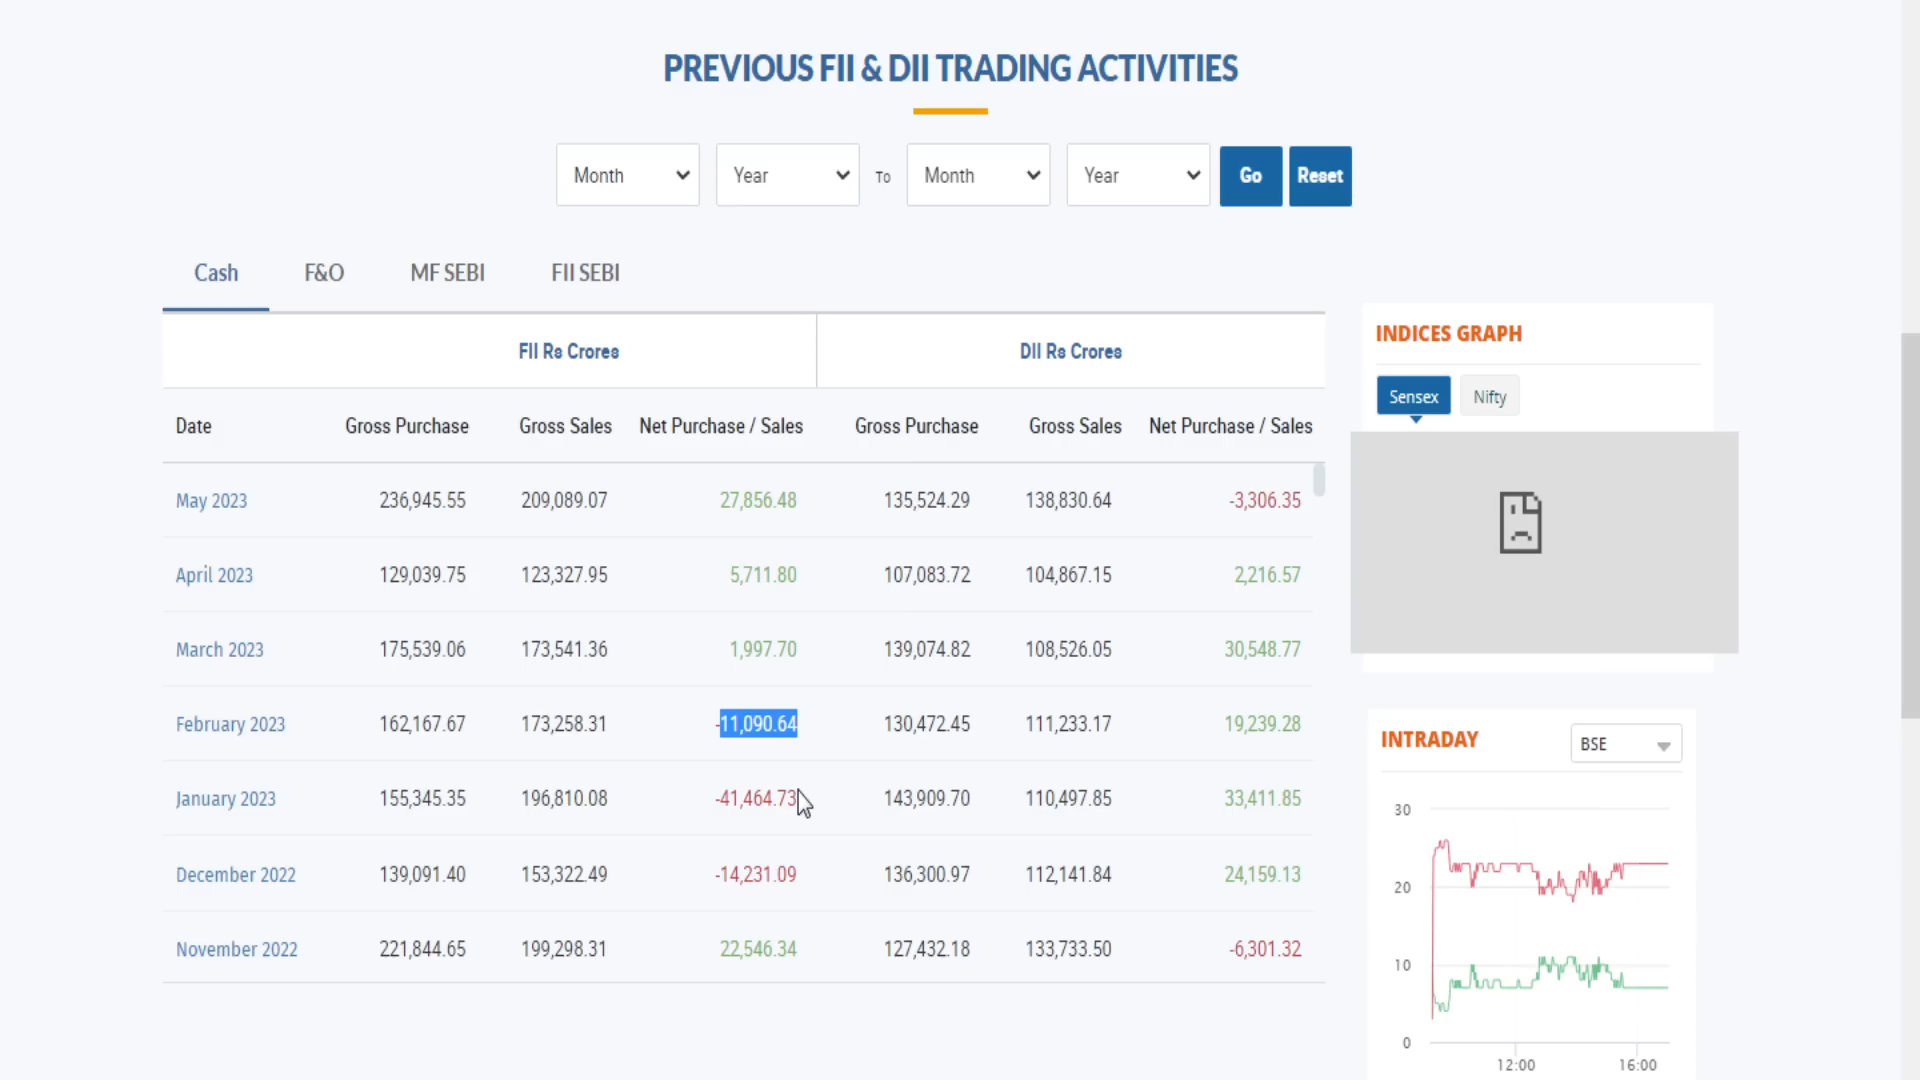 PREVIOUS FII & DII TRADING ACTIVITIES
Month Year To Month Year Go Reset
Cash F&O MF SEBI FII SEBI
FII Rs Crores DII Rs Crores
Date Gross Purchase Gross Sales Net Purchase / Sales Gross Purchase Gross Sales Net Purchase / Sales
May 2023 236,945.55 209,089.07 27,856.48 135,524.29 138,830.64 -3,306.35
April 2023 129,039.75 123,327.95 5,711.80 107,083.72 104,867.15 2,216.57
March 2023 175,539.06 173,541.36 1,997.70 139,074.82 108,526.05 30,548.77
February 2023 162,167.67 173,258.31 -11,090.64 130,472.45 111,233.17 19,239.28
January 2023 155,345.35 196,810.08 -41,464.73 143,909.70 110,497.85 33,411.85
December 2022 139,091.40 153,322.49 -14,231.09 136,300.97 112,141.84 24,159.13
November 2022 221,844.65 199,298.31 22,546.34 127,432.18 133,733.50 -6,301.32
INDICES GRAPH
Sensex Nifty
INTRADAY BSE
30
20
10
0
12:00 16:00